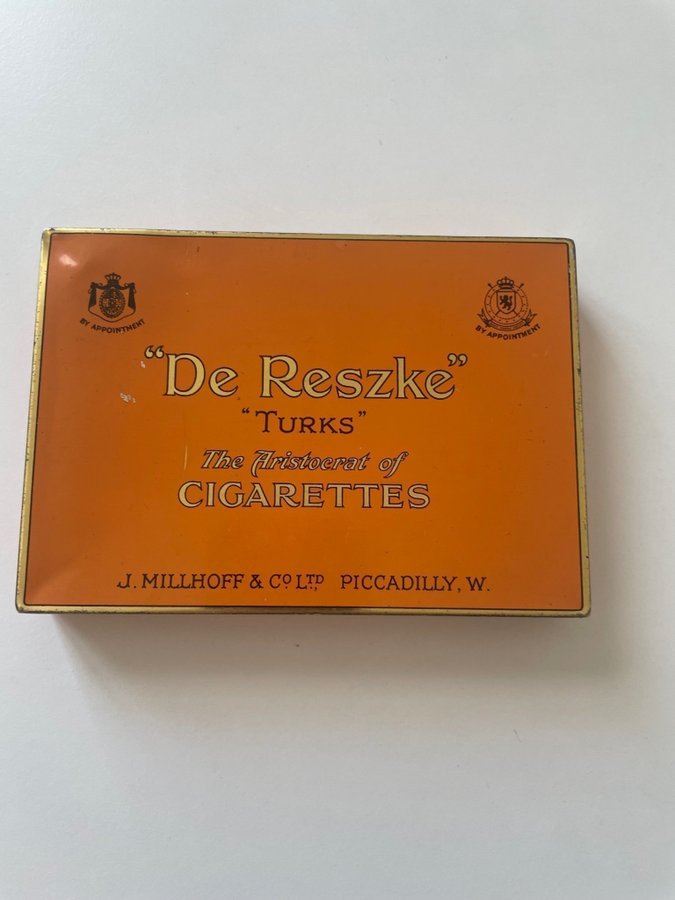 BY APPOINTMENT
BY APPOINTMENT
“De Reszke”
“TURKS”
The Aristocrat of
CIGARETTES
J. MILLHOFF & Co LTD, PICCADILLY, W.